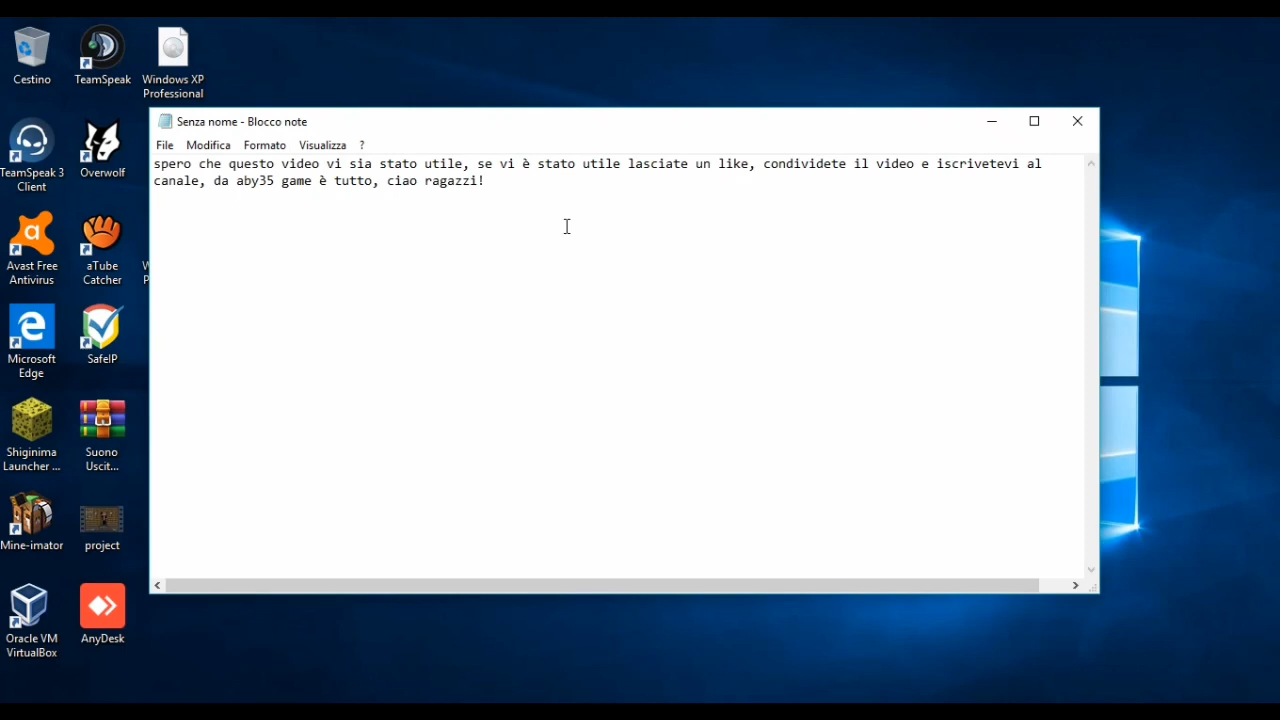 Cestino
TeamSpeak
Windows XP
Professional
TeamSpeak 3
Client
Overwolf
Avast Free
Antivirus
aTube
Catcher
Microsoft
Edge
SafeIP
Shiginima
Launcher ...
Suono
Uscit...
Mine-imator
project
Oracle VM
VirtualBox
AnyDesk
Senza nome - Blocco note
File Modifica Formato Visualizza ?
spero che questo video vi sia stato utile, se vi è stato utile lasciate un like, condividete il video e iscrivetevi al
canale, da aby35 game è tutto, ciao ragazzi!